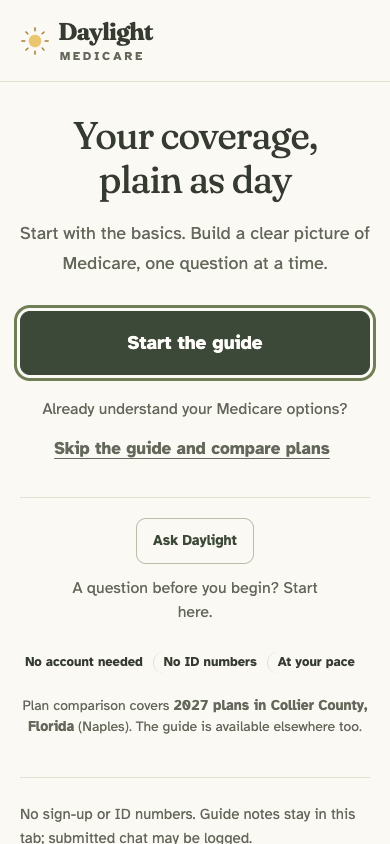 Daylight
MEDICARE
Your coverage,
plain as day
Start with the basics. Build a clear picture of
Medicare, one question at a time.
Start the guide
Already understand your Medicare options?
Skip the guide and compare plans
Ask Daylight
A question before you begin? Start
here.
No account needed No ID numbers At your pace
Plan comparison covers 2027 plans in Collier County,
Florida (Naples). The guide is available elsewhere too.
No sign-up or ID numbers. Guide notes stay in this
tab; submitted chat may be logged.